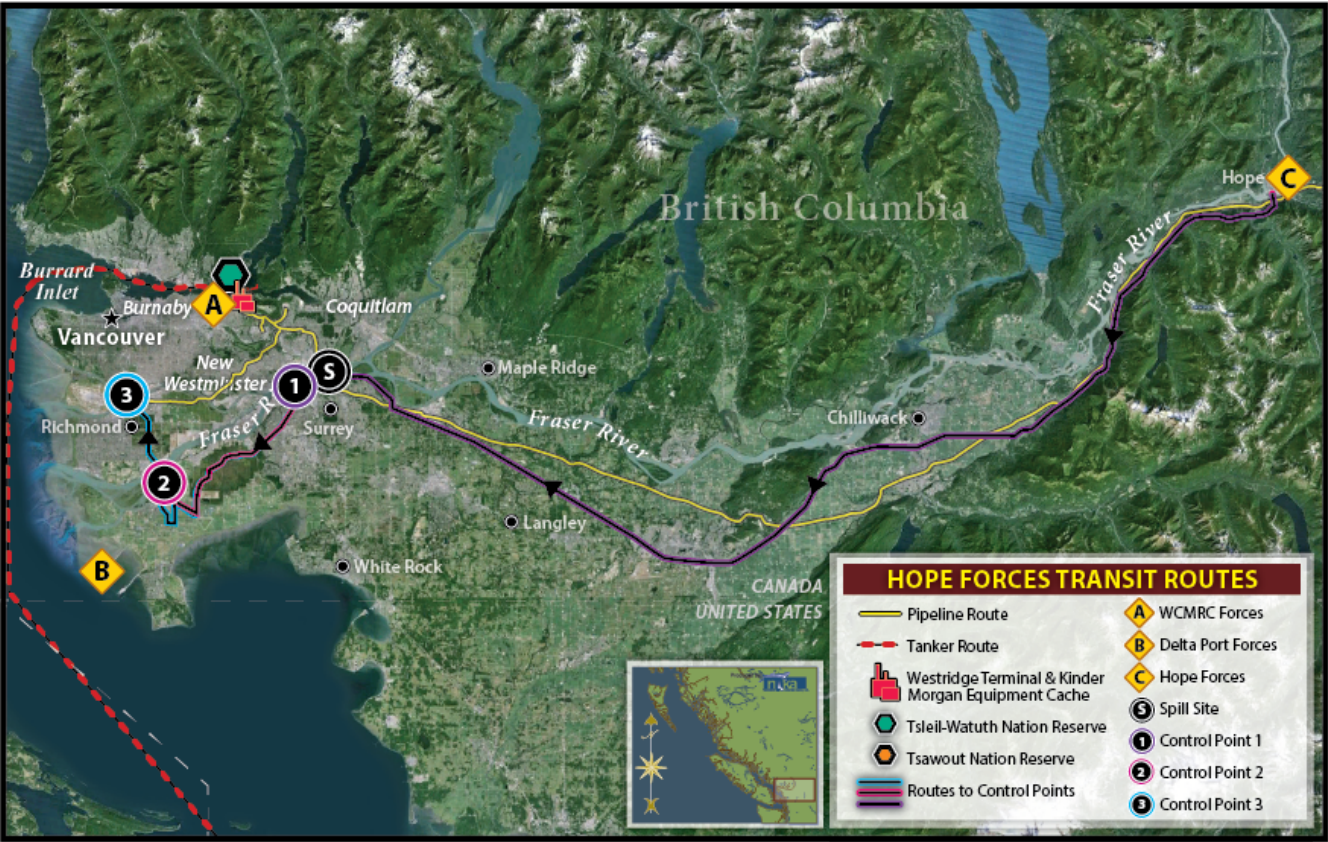 Hope
C
British Columbia
Fraser River
Burrard
Inlet
Burnaby
A
Coquitlam
Vancouver
New
Westminster
S
1
3
Maple Ridge
Richmond
Surrey
Fraser R
Fraser River
Chilliwack
2
Langley
B
White Rock
CANADA
UNITED STATES
HOPE FORCES TRANSIT ROUTES
Pipeline Route
Tanker Route
Westridge Terminal & Kinder
Morgan Equipment Cache
Tsleil-Watuth Nation Reserve
Tsawout Nation Reserve
Routes to Control Points
A WCMRC Forces
B Delta Port Forces
C Hope Forces
S Spill Site
1 Control Point 1
2 Control Point 2
3 Control Point 3
nuka